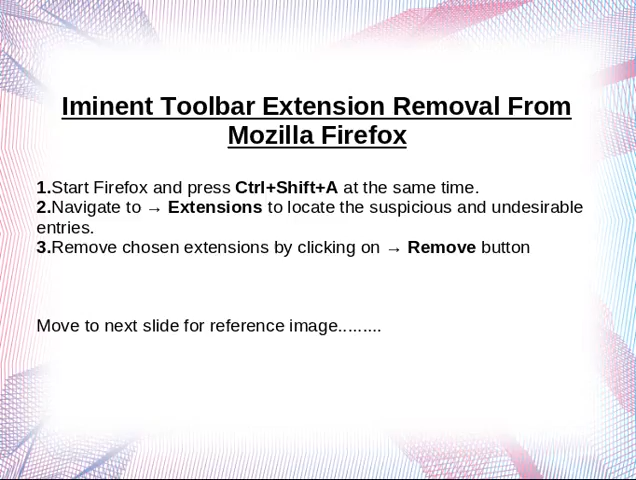 Iminent Toolbar Extension Removal From
Mozilla Firefox
1.Start Firefox and press Ctrl+Shift+A at the same time.
2.Navigate to → Extensions to locate the suspicious and undesirable
entries.
3.Remove chosen extensions by clicking on → Remove button
Move to next slide for reference image.........